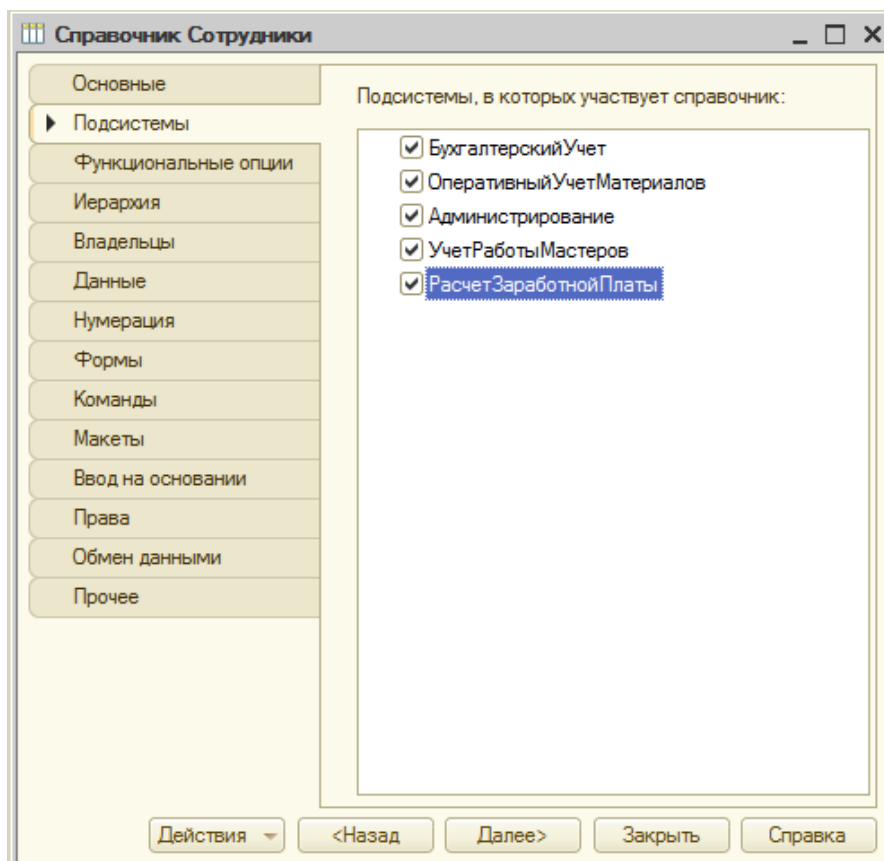 Справочник Сотрудники
Основные
Подсистемы
Функциональные опции
Иерархия
Владельцы
Данные
Нумерация
Формы
Команды
Макеты
Ввод на основании
Права
Обмен данными
Прочее
Подсистемы, в которых участвует справочник:
БухгалтерскийУчет
ОперативныйУчетМатериалов
Администрирование
УчетРаботыМастеров
РасчетЗаработнойПлаты
Действия
<Назад
Далее>
Закрыть
Справка